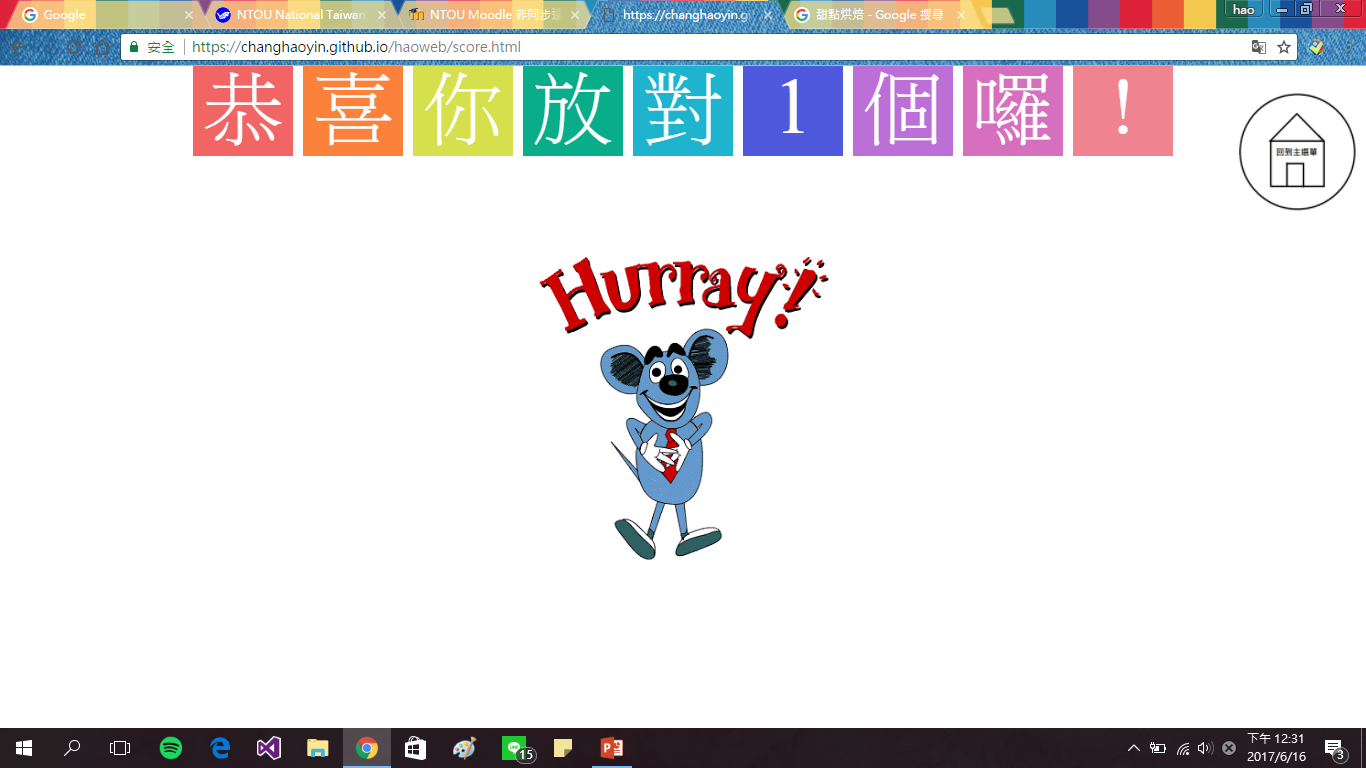 Google
NTOU National Taiwan
NTOU Moodle 非同步
https://changhaoyin.g
甜點烘焙 - Google 搜尋
hao
安全
https://changhaoyin.github.io/haoweb/score.html
恭喜你放對1個囉!
回到主選單
Hurray!
15
下午 12:31
2017/6/16
3